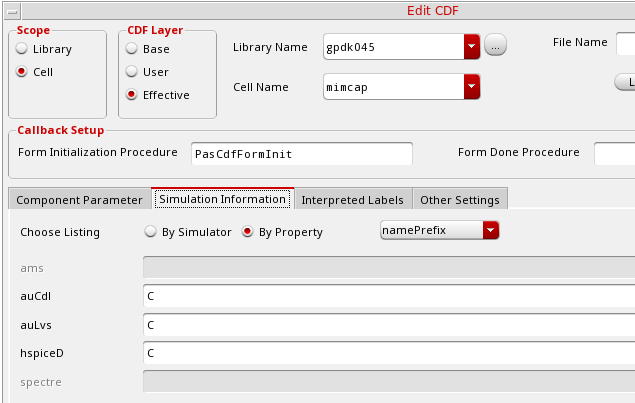 Edit CDF
Scope
Library
Cell
CDF Layer
Base
User
Effective
Library Name gpdk045 ... File Name
Cell Name mimcap L
Callback Setup
Form Initialization Procedure PasCdfFormInit Form Done Procedure
Component Parameter Simulation Information Interpreted Labels Other Settings
Choose Listing By Simulator By Property namePrefix
ams
auCdl C
auLvs C
hspiceD C
spectre